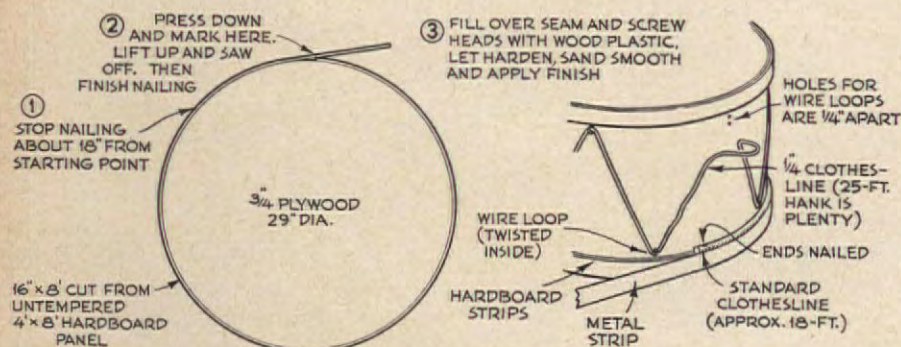 ① STOP NAILING
ABOUT 18" FROM
STARTING POINT
② PRESS DOWN
AND MARK HERE.
LIFT UP AND SAW
OFF. THEN
FINISH NAILING
¾" PLYWOOD
29" DIA.
16" × 8' CUT FROM
UNTEMPERED
4' × 8' HARDBOARD
PANEL
③ FILL OVER SEAM AND SCREW
HEADS WITH WOOD PLASTIC,
LET HARDEN, SAND SMOOTH
AND APPLY FINISH
HOLES FOR
WIRE LOOPS
ARE ¼" APART
¼" CLOTHES-
LINE (25-FT.
HANK IS
PLENTY)
WIRE LOOP
(TWISTED
INSIDE)
ENDS NAILED
HARDBOARD
STRIPS
METAL
STRIP
STANDARD
CLOTHESLINE
(APPROX. 18-FT.)